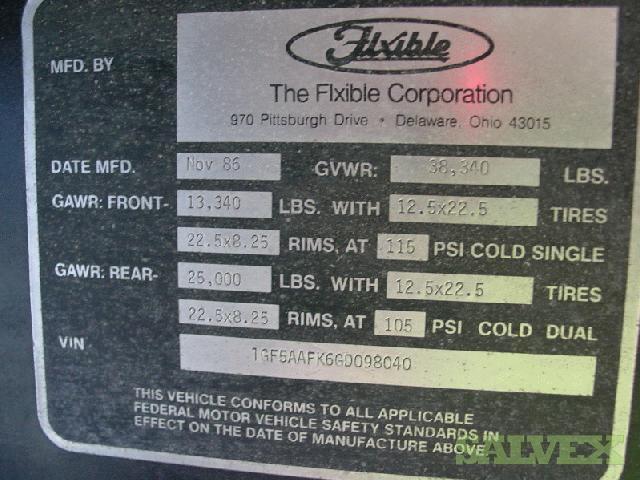 Flxible
MFD. BY
The Flxible Corporation
970 Pittsburgh Drive • Delaware, Ohio 43015
DATE MFD. Nov 86 GVWR: 38,340 LBS.
GAWR: FRONT- 13,340 LBS. WITH 12.5x22.5 TIRES
22.5x8.25 RIMS, AT 115 PSI COLD SINGLE
GAWR: REAR- 25,000 LBS. WITH 12.5x22.5 TIRES
22.5x8.25 RIMS, AT 105 PSI COLD DUAL
VIN 1GF5AAFK6GD098040
THIS VEHICLE CONFORMS TO ALL APPLICABLE
FEDERAL MOTOR VEHICLE SAFETY STANDARDS IN
EFFECT ON THE DATE OF MANUFACTURE ABOVE.
SALVEX